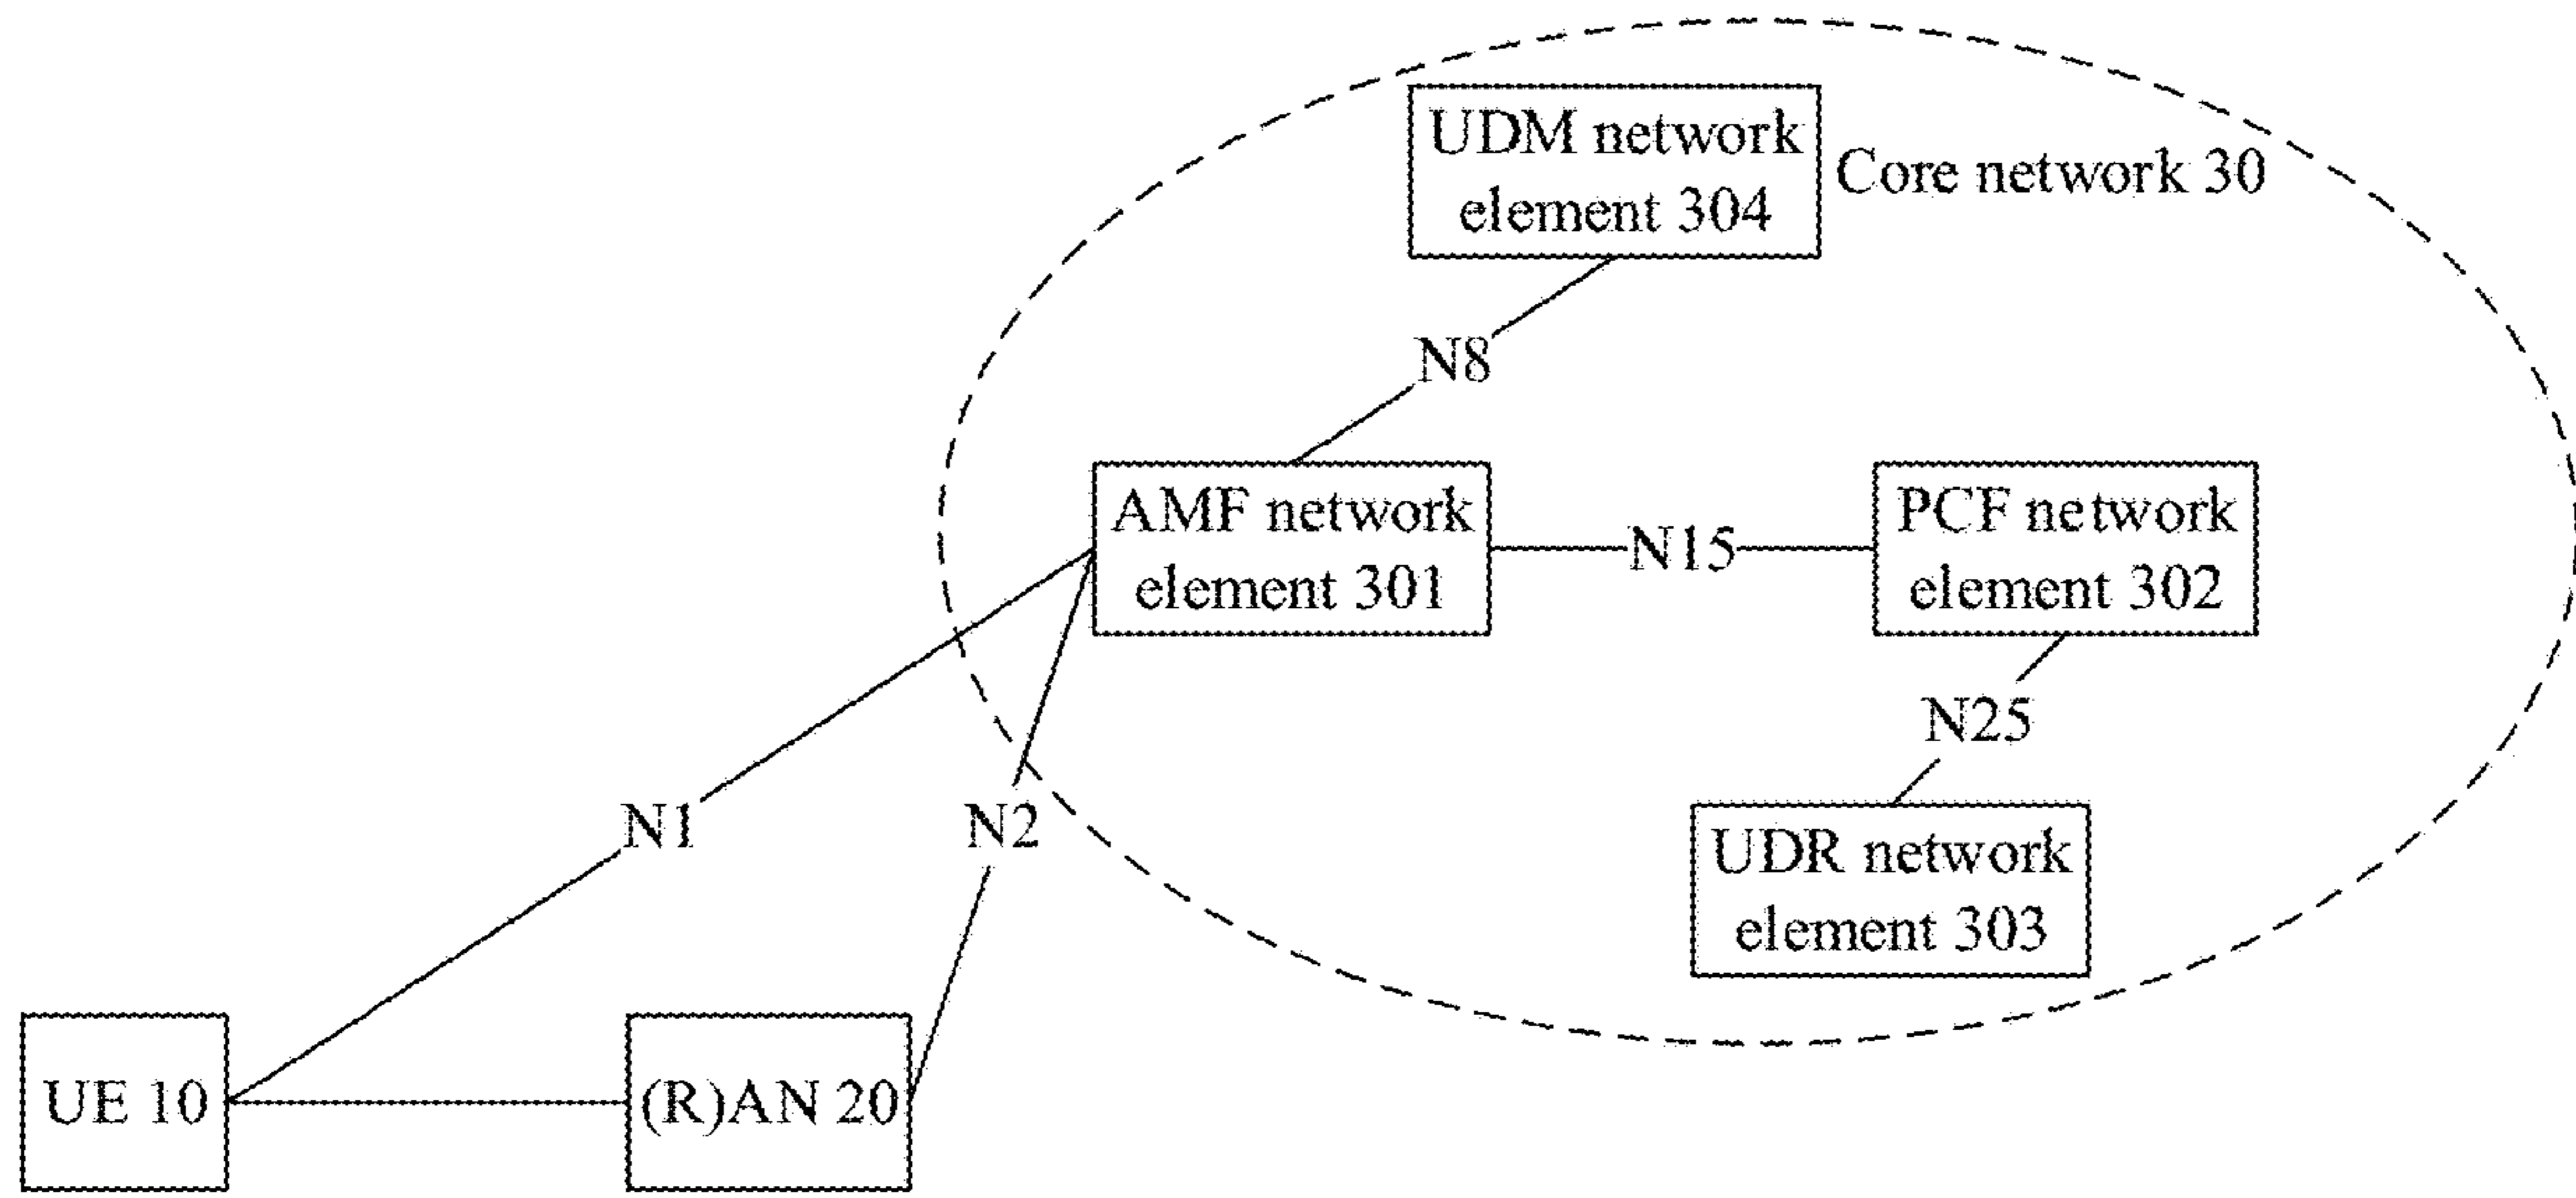 UDM network
element 304
Core network 30
N8
AMF network
element 301
N15
PCF network
element 302
N25
N1
N2
UDR network
element 303
UE 10
(R)AN 20